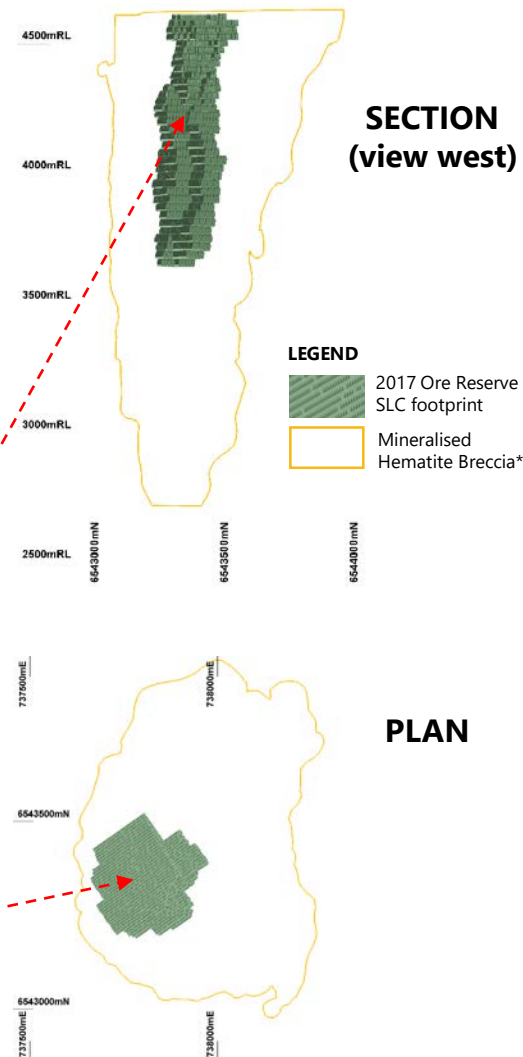 4500mRL
SECTION
(view west)
4000mRL
3500mRL
LEGEND
2017 Ore Reserve
SLC footprint
3000mRL
Mineralised
Hematite Breccia*
2500mRL
6543000mN
6543500mN
6544000mN
737500mE
738000mE
PLAN
6543500mN
6543000mN
737500mE
738000mE